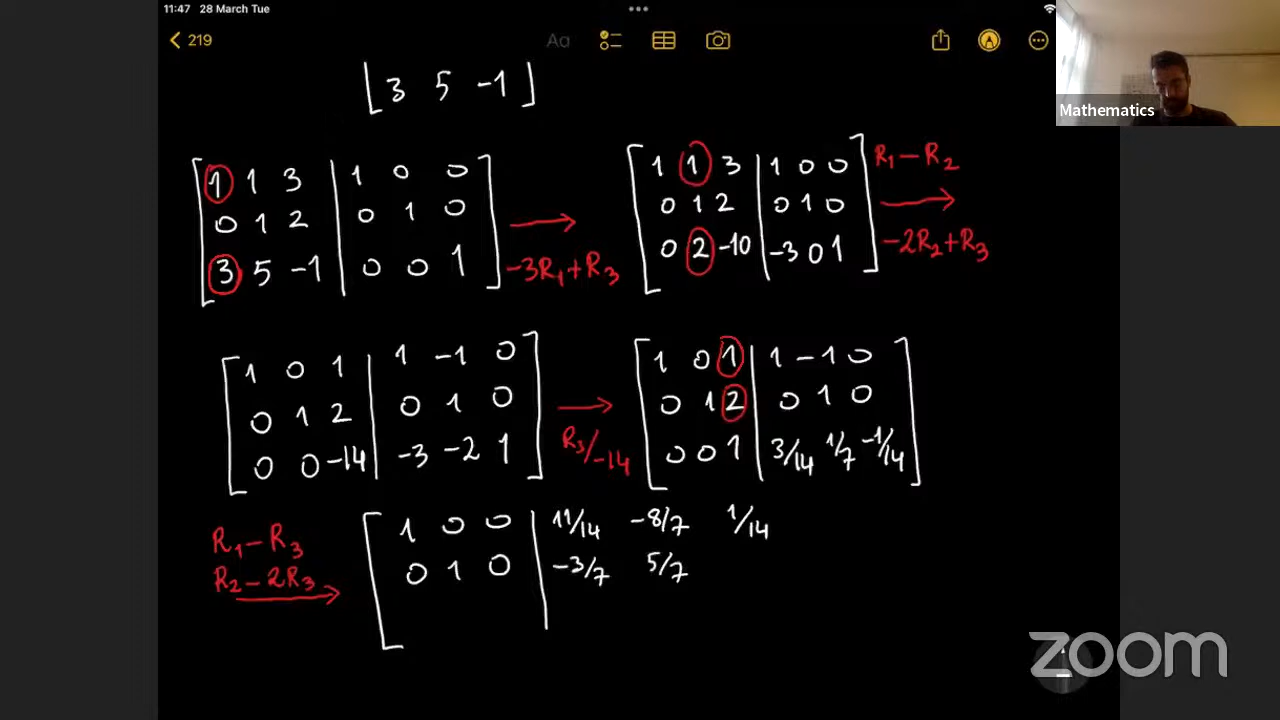 11:47 28 March Tue
219
Aa
Mathematics
[3 5 -1]
[1 1 3 | 1 0 0
0 1 2 | 0 1 0
3 5 -1 | 0 0 1]
→
-3R₁+R₃
[1 1 3 | 1 0 0
0 1 2 | 0 1 0
0 2 -10 | -3 0 1]
R₁-R₂
→
-2R₂+R₃
[1 0 1 | 1 -1 0
0 1 2 | 0 1 0
0 0 -14 | -3 -2 1]
→
R₃/-14
[1 0 1 | 1 -1 0
0 1 2 | 0 1 0
0 0 1 | 3/14 1/7 -1/14]
R₁-R₃
R₂-2R₃
→
[1 0 0 | 11/14 -8/7 1/14
0 1 0 | -3/7 5/7
zoom